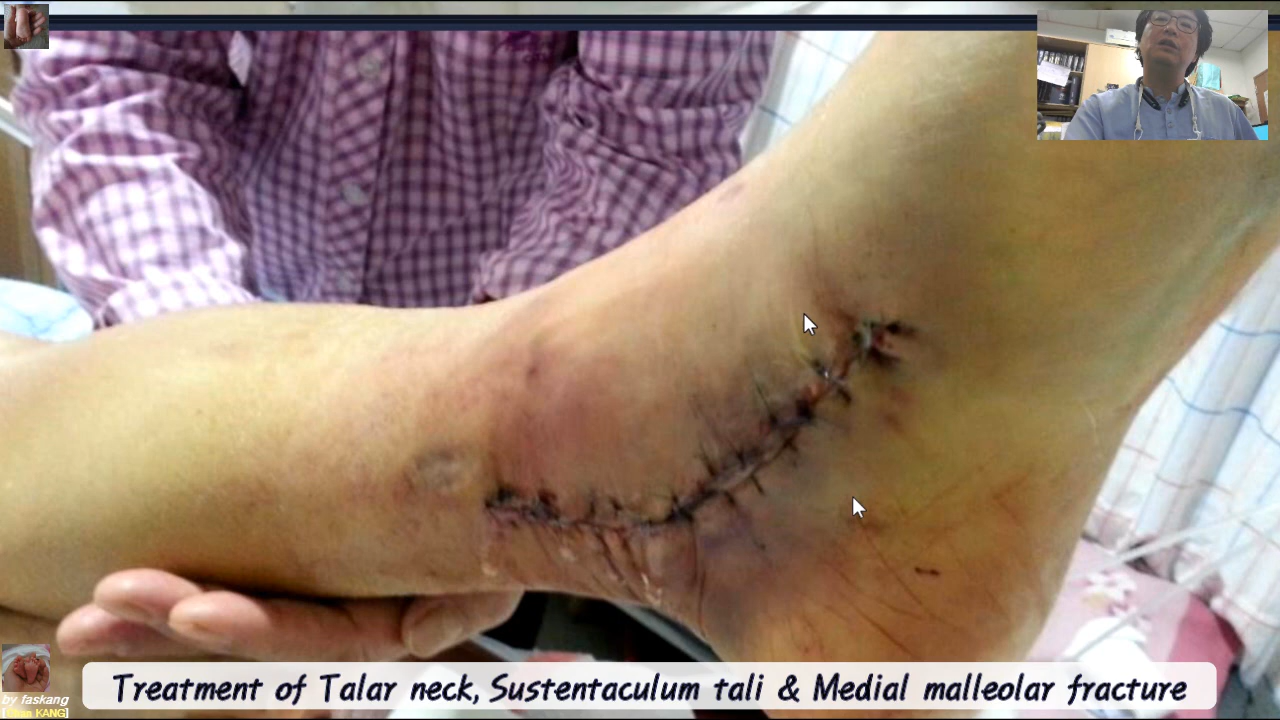 Treatment of Talar neck, Sustentaculum tali & Medial malleolar fracture
by faskang